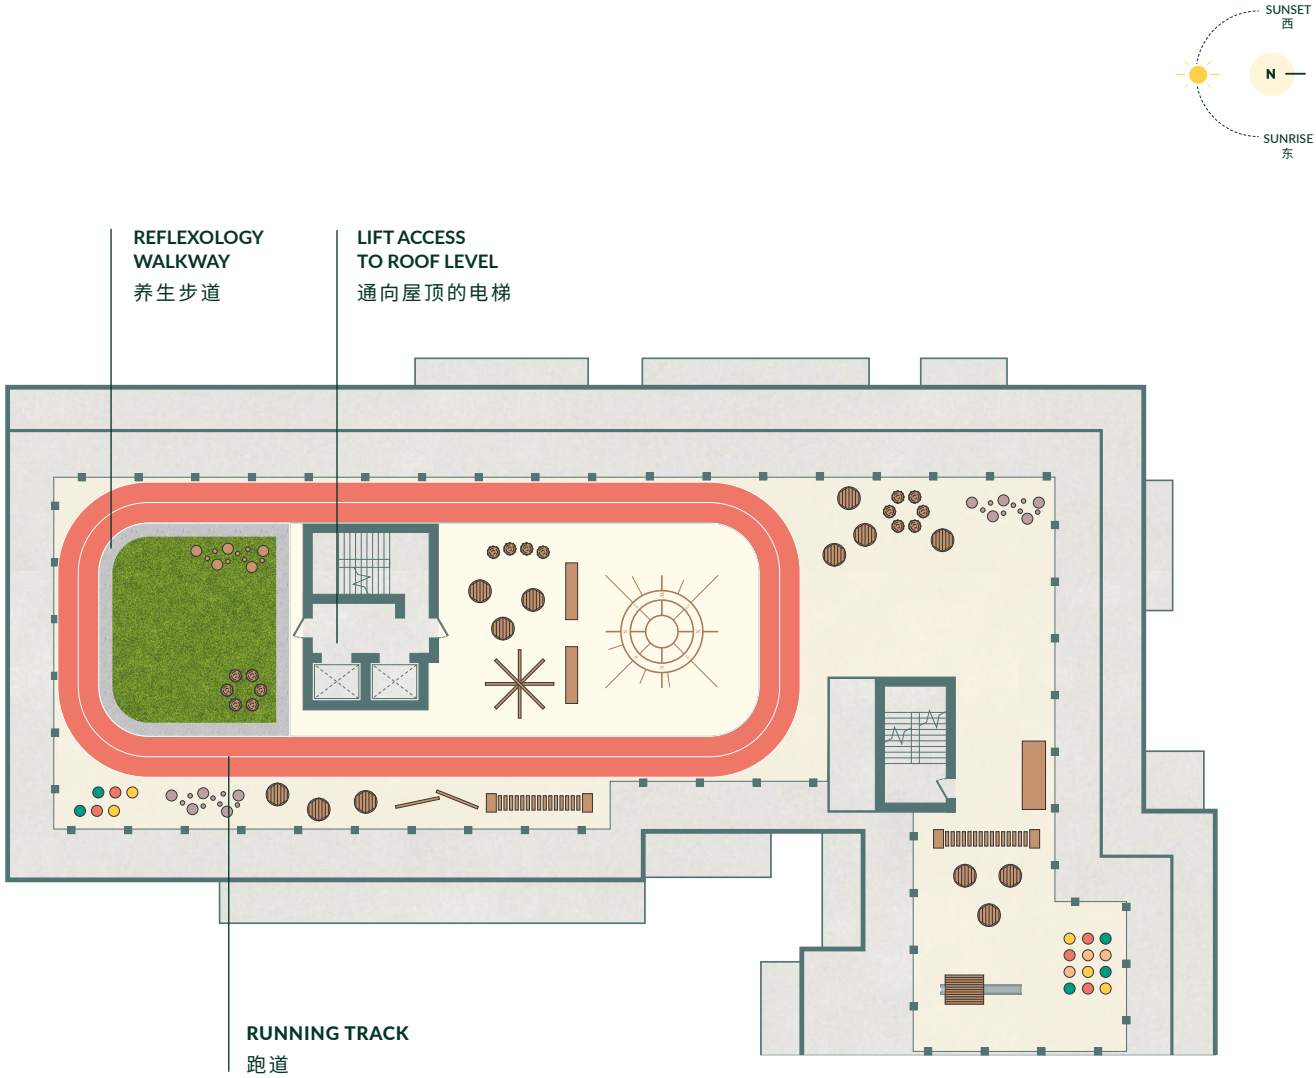 SUNSET
西
N
SUNRISE
东
REFLEXOLOGY
WALKWAY
养生步道
LIFT ACCESS
TO ROOF LEVEL
通向屋顶的电梯
RUNNING TRACK
跑道